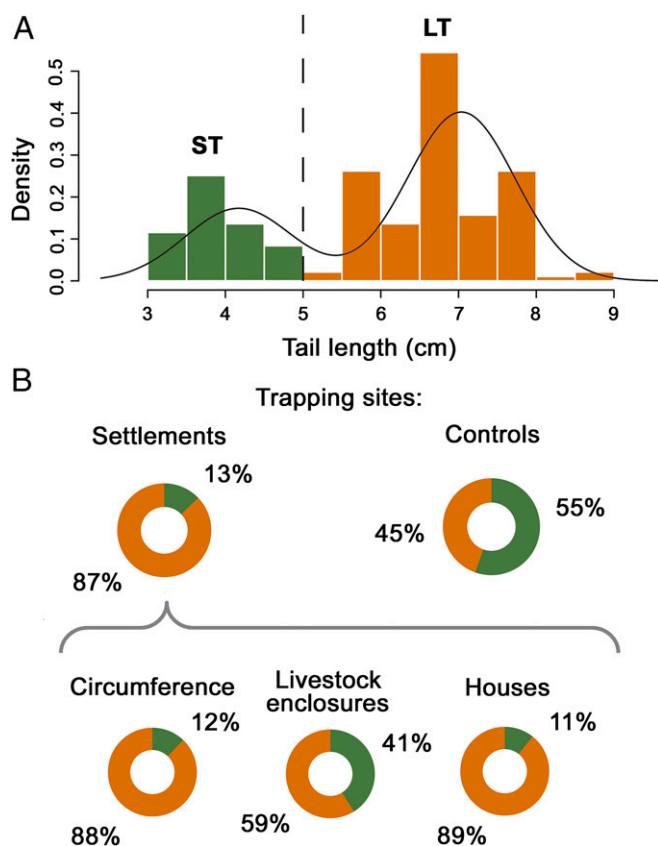 A
ST
LT
Density
0.0
0.1
0.2
0.3
0.4
0.5
3 4 5 6 7 8 9
Tail length (cm)
B
Trapping sites:
Settlements
Controls
13%
87%
55%
45%
Circumference
Livestock
enclosures
Houses
12%
88%
41%
59%
11%
89%